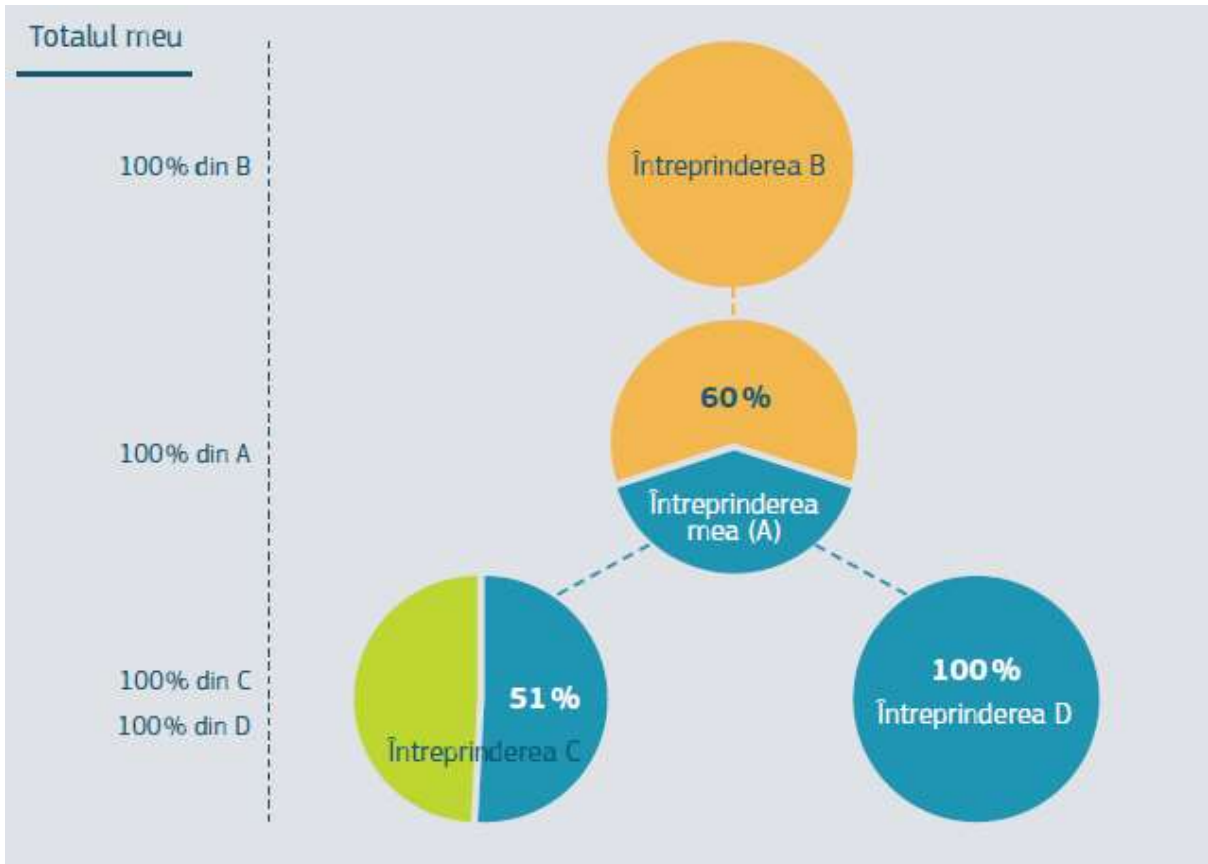 Totalul meu
100% din B
Întreprinderea B
60%
100% din A
Întreprinderea
mea (A)
100% din C
100% din D
51%
Întreprinderea C
100%
Întreprinderea D